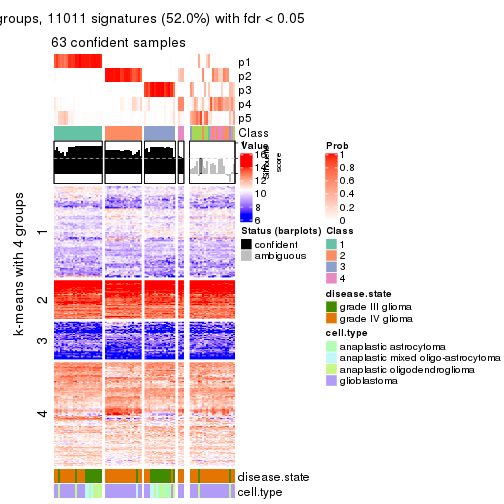 groups, 11011 signatures (52.0%) with fdr < 0.05
63 confident samples
p1
p2
p3
p4
p5
Class
Silhouette
score
k-means with 4 groups
1
2
3
4
disease.state
cell.type
Value
16
14
12
10
8
6
Prob
1
0.8
0.6
0.4
0.2
0
Status (barplots)
confident
ambiguous
Class
1
2
3
4
disease.state
grade III glioma
grade IV glioma
cell.type
anaplastic astrocytoma
anaplastic mixed oligo-astrocytoma
anaplastic oligodendroglioma
glioblastoma